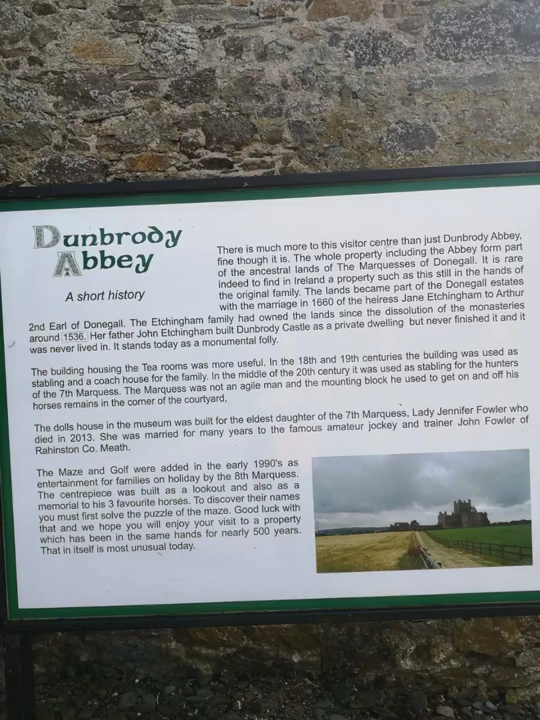 Dunbrody
Abbey
A short history
There is much more to this visitor centre than just Dunbrody Abbey,
fine though it is. The whole property including the Abbey form part
of the ancestral lands of The Marquesses of Donegall. It is rare
indeed to find in Ireland a property such as this still in the hands of
the original family. The lands became part of the Donegall estates
with the marriage in 1660 of the heiress Jane Etchingham to Arthur
2nd Earl of Donegall. The Etchingham family had owned the lands since the dissolution of the monasteries
around 1536. Her father John Etchingham built Dunbrody Castle as a private dwelling but never finished it and it
was never lived in. It stands today as a monumental folly.
The building housing the Tea rooms was more useful. In the 18th and 19th centuries the building was used as
stabling and a coach house for the family. In the middle of the 20th century it was used as stabling for the hunters
of the 7th Marquess. The Marquess was not an agile man and the mounting block he used to get on and off his
horses remains in the corner of the courtyard,
The dolls house in the museum was built for the eldest daughter of the 7th Marquess, Lady Jennifer Fowler who
died in 2013. She was married for many years to the famous amateur jockey and trainer John Fowler of
Rahinston Co. Meath.
The Maze and Golf were added in the early 1990's as
entertainment for families on holiday by the 8th Marquess.
The centrepiece was built as a lookout and also as a
memorial to his 3 favourite horses. To discover their names
you must first solve the puzzle of the maze. Good luck with
that and we hope you will enjoy your visit to a property
which has been in the same hands for nearly 500 years.
That in itself is most unusual today.